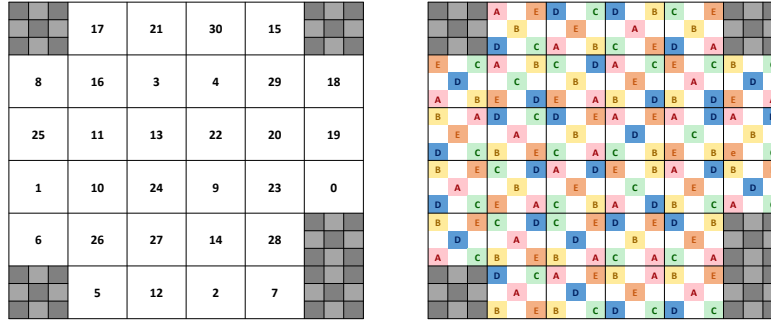 17 21 30 15
8 16 3 4 29 18
25 11 13 22 20 19
1 10 24 9 23 0
6 26 27 14 28
5 12 2 7
A E D C D B C E
B E A B
D C A B C E D A
E C A B C D A C E C B C
D C B E A D
A B E D E A B D B D E A
B A D C D E A E A D A D
E A B D C B
D C B E C A C B E B e C
B E C D A D E B A D B E
A B E C E D
D C E A C B A D B C A C
B E C D C E D E D B
D A D B E
A C B E B A C A C A
D C A E B A B E
A D E A
B E B C D C D C